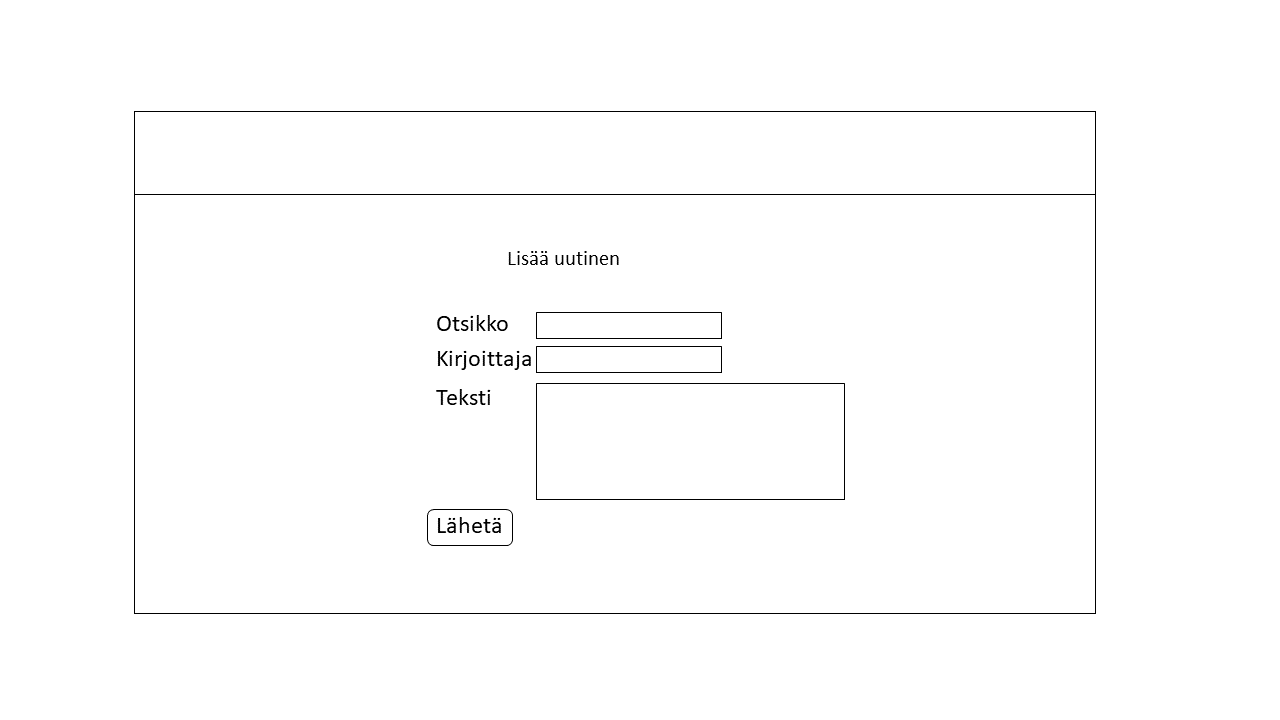 Lisää uutinen
Otsikko
Kirjoittaja
Teksti
Lähetä